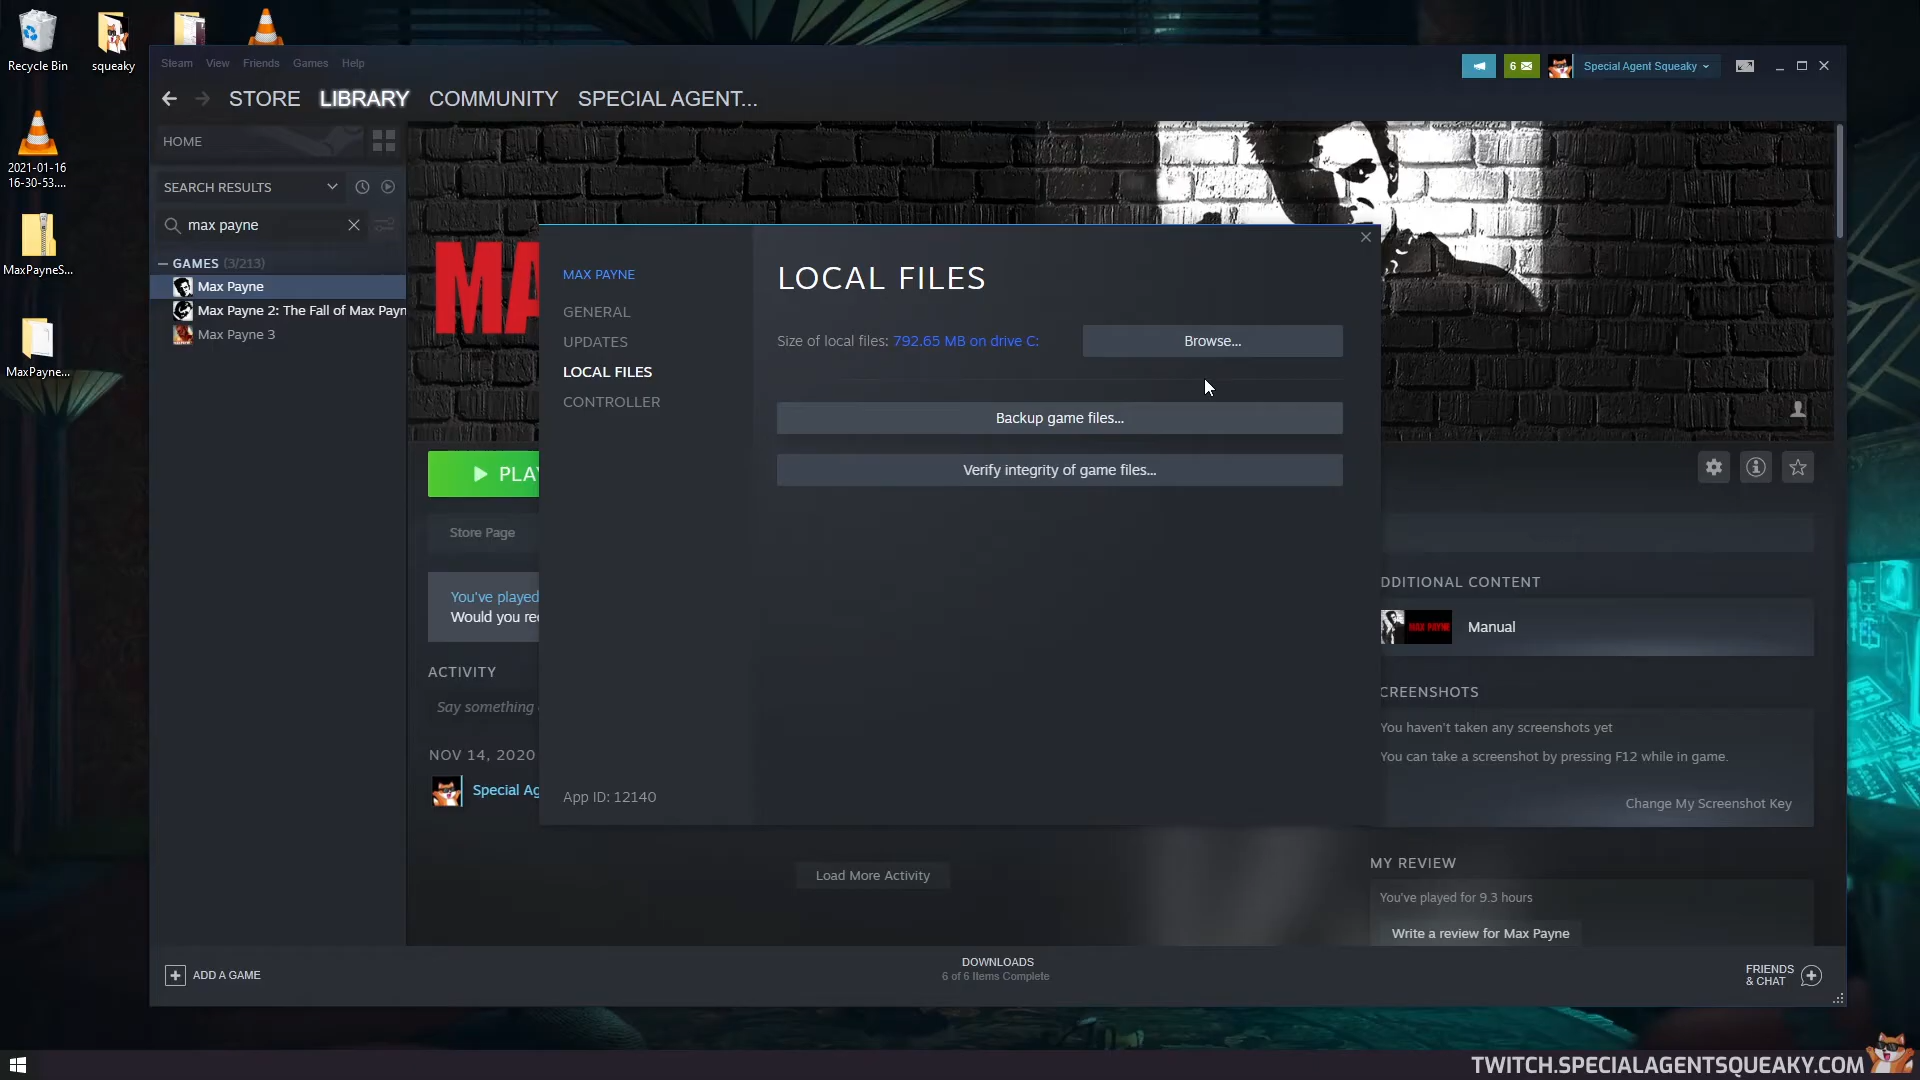 Recycle Bin
squeaky
2021-01-16
16-30-53....
MaxPayneS...
MaxPayne...
Steam View Friends Games Help
6
Special Agent Squeaky
STORE LIBRARY COMMUNITY SPECIAL AGENT...
HOME
SEARCH RESULTS
max payne
GAMES (3/213)
Max Payne
Max Payne 2: The Fall of Max Payn
Max Payne 3
MA
MAX PAYNE
GENERAL
UPDATES
LOCAL FILES
CONTROLLER
App ID: 12140
LOCAL FILES
Size of local files: 792.65 MB on drive C:
Browse...
Backup game files...
Verify integrity of game files...
PLA
Store Page
You've played
Would you re
ACTIVITY
Say something
NOV 14, 2020
Special Ag
Load More Activity
DDITIONAL CONTENT
MAX PAYNE
Manual
CREENSHOTS
You haven't taken any screenshots yet
You can take a screenshot by pressing F12 while in game.
Change My Screenshot Key
MY REVIEW
You've played for 9.3 hours
Write a review for Max Payne
ADD A GAME
DOWNLOADS
6 of 6 Items Complete
FRIENDS
& CHAT
TWITCH.SPECIALAGENTSQUEAKY.COM